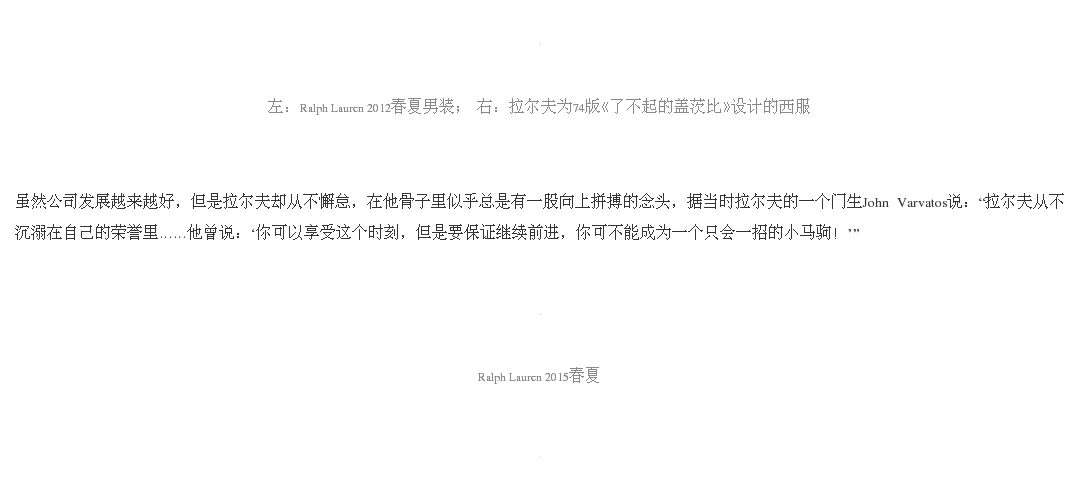 左：Ralph Lauren 2012春夏男装； 右：拉尔夫为74版《了不起的盖茨比》设计的西服
虽然公司发展越来越好，但是拉尔夫却从不懈怠，在他骨子里似乎总是有一股向上拼搏的念头，据当时拉尔夫的一个门生John Varvatos说：“拉尔夫从不
沉溺在自己的荣誉里……他曾说：‘你可以享受这个时刻，但是要保证继续前进，你可不能成为一个只会一招的小马驹！’”
Ralph Lauren 2015春夏